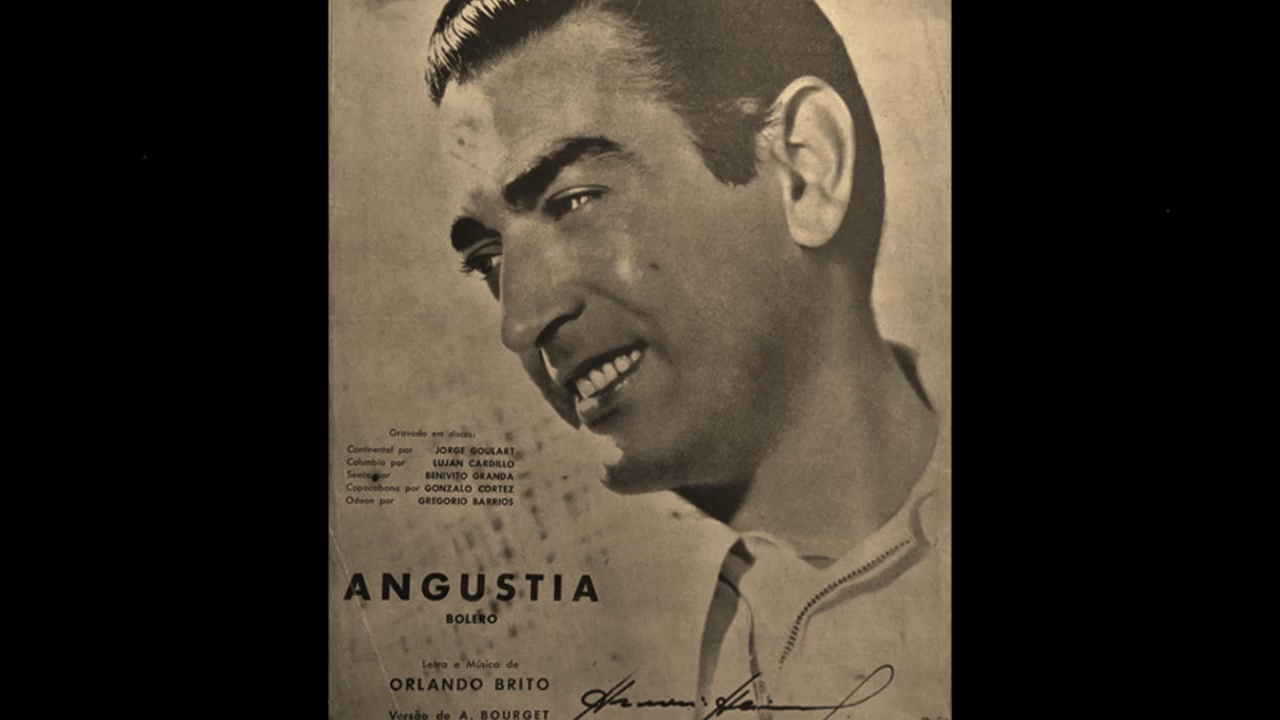 Gravado em discos:
Continental por JORGE GOULART
Columbia por LUJAN CARDILLO
Seeco por BENIVITO GRANDA
Copacabana por GONZALO CORTEZ
Odeon por GREGORIO BARRIOS
ANGUSTIA
BOLERO
Letra e Música de
ORLANDO BRITO
Versão de A. BOURGET